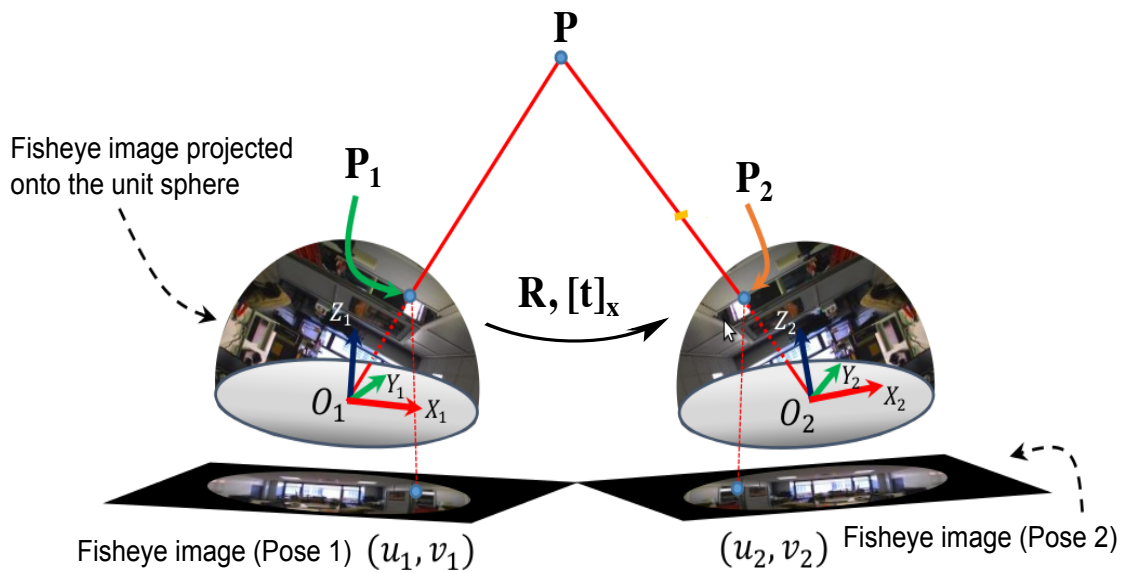 P
Fisheye image projected
onto the unit sphere
P₁
P₂
R, [t]ₓ
Z₁
Z₂
Y₁
Y₂
X₁
X₂
O₁
O₂
Fisheye image (Pose 1) (u₁, v₁)
(u₂, v₂) Fisheye image (Pose 2)